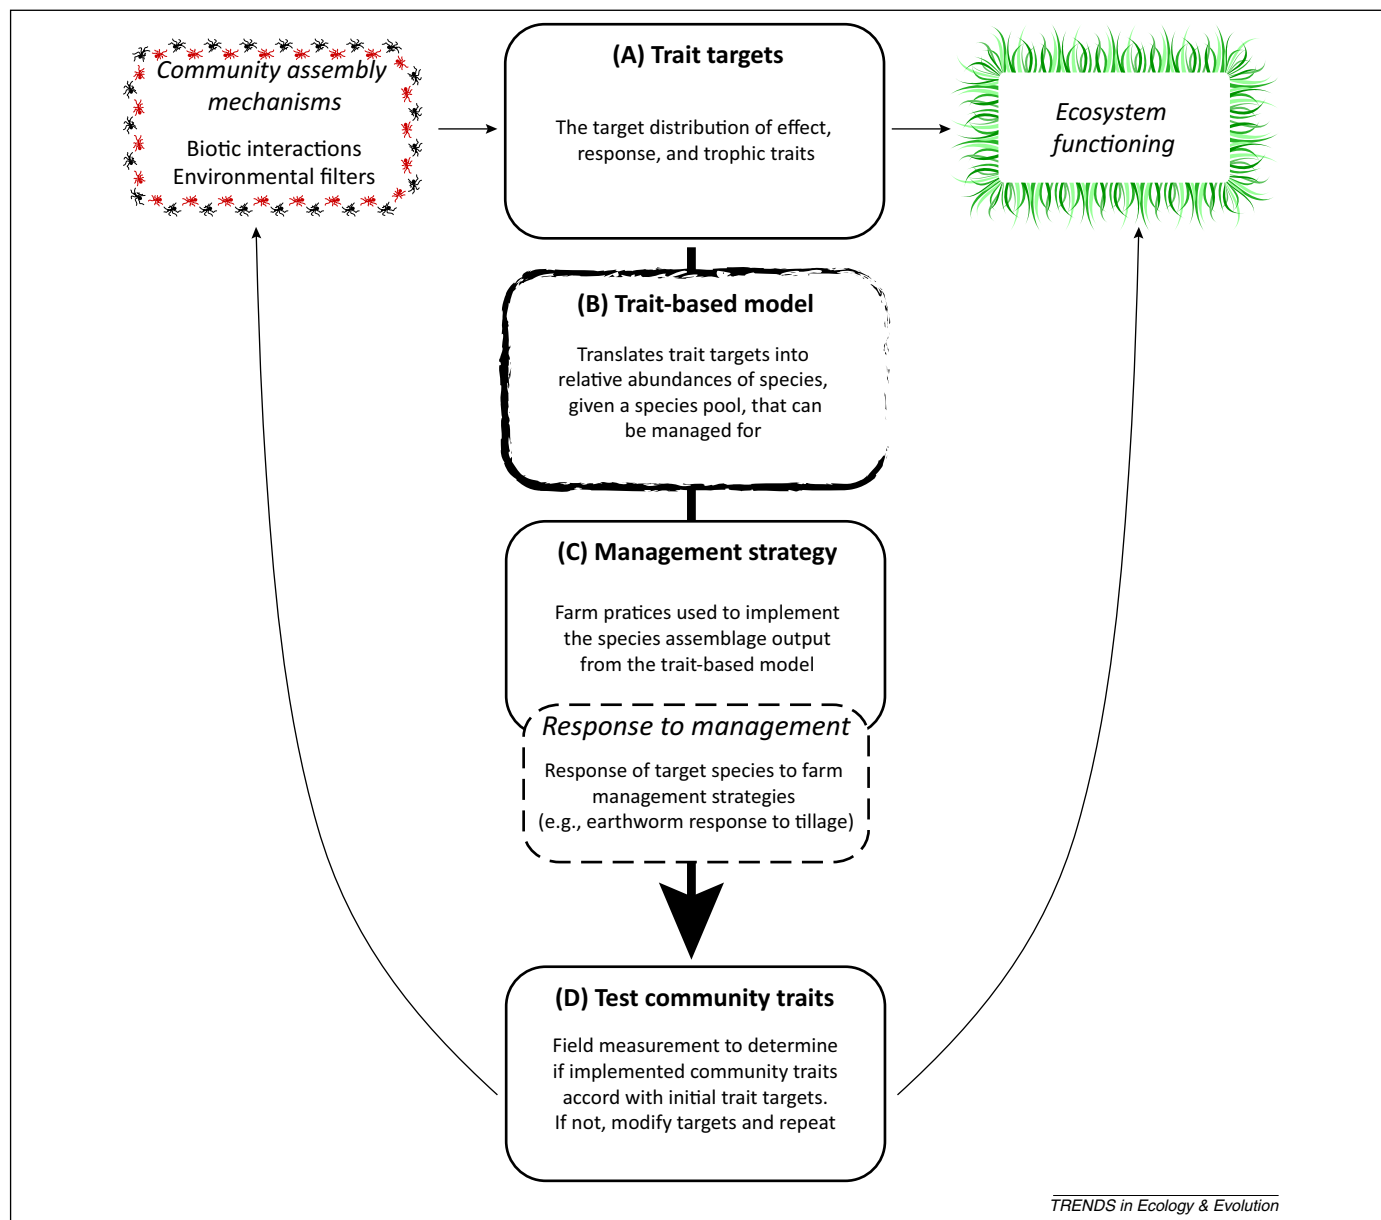 Community assembly
mechanisms
Biotic interactions
Environmental filters
(A) Trait targets
The target distribution of effect,
response, and trophic traits
Ecosystem
functioning
(B) Trait-based model
Translates trait targets into
relative abundances of species,
given a species pool, that can
be managed for
(C) Management strategy
Farm pratices used to implement
the species assemblage output
from the trait-based model
Response to management
Response of target species to farm
management strategies
(e.g., earthworm response to tillage)
(D) Test community traits
Field measurement to determine
if implemented community traits
accord with initial trait targets.
If not, modify targets and repeat
TRENDS in Ecology & Evolution